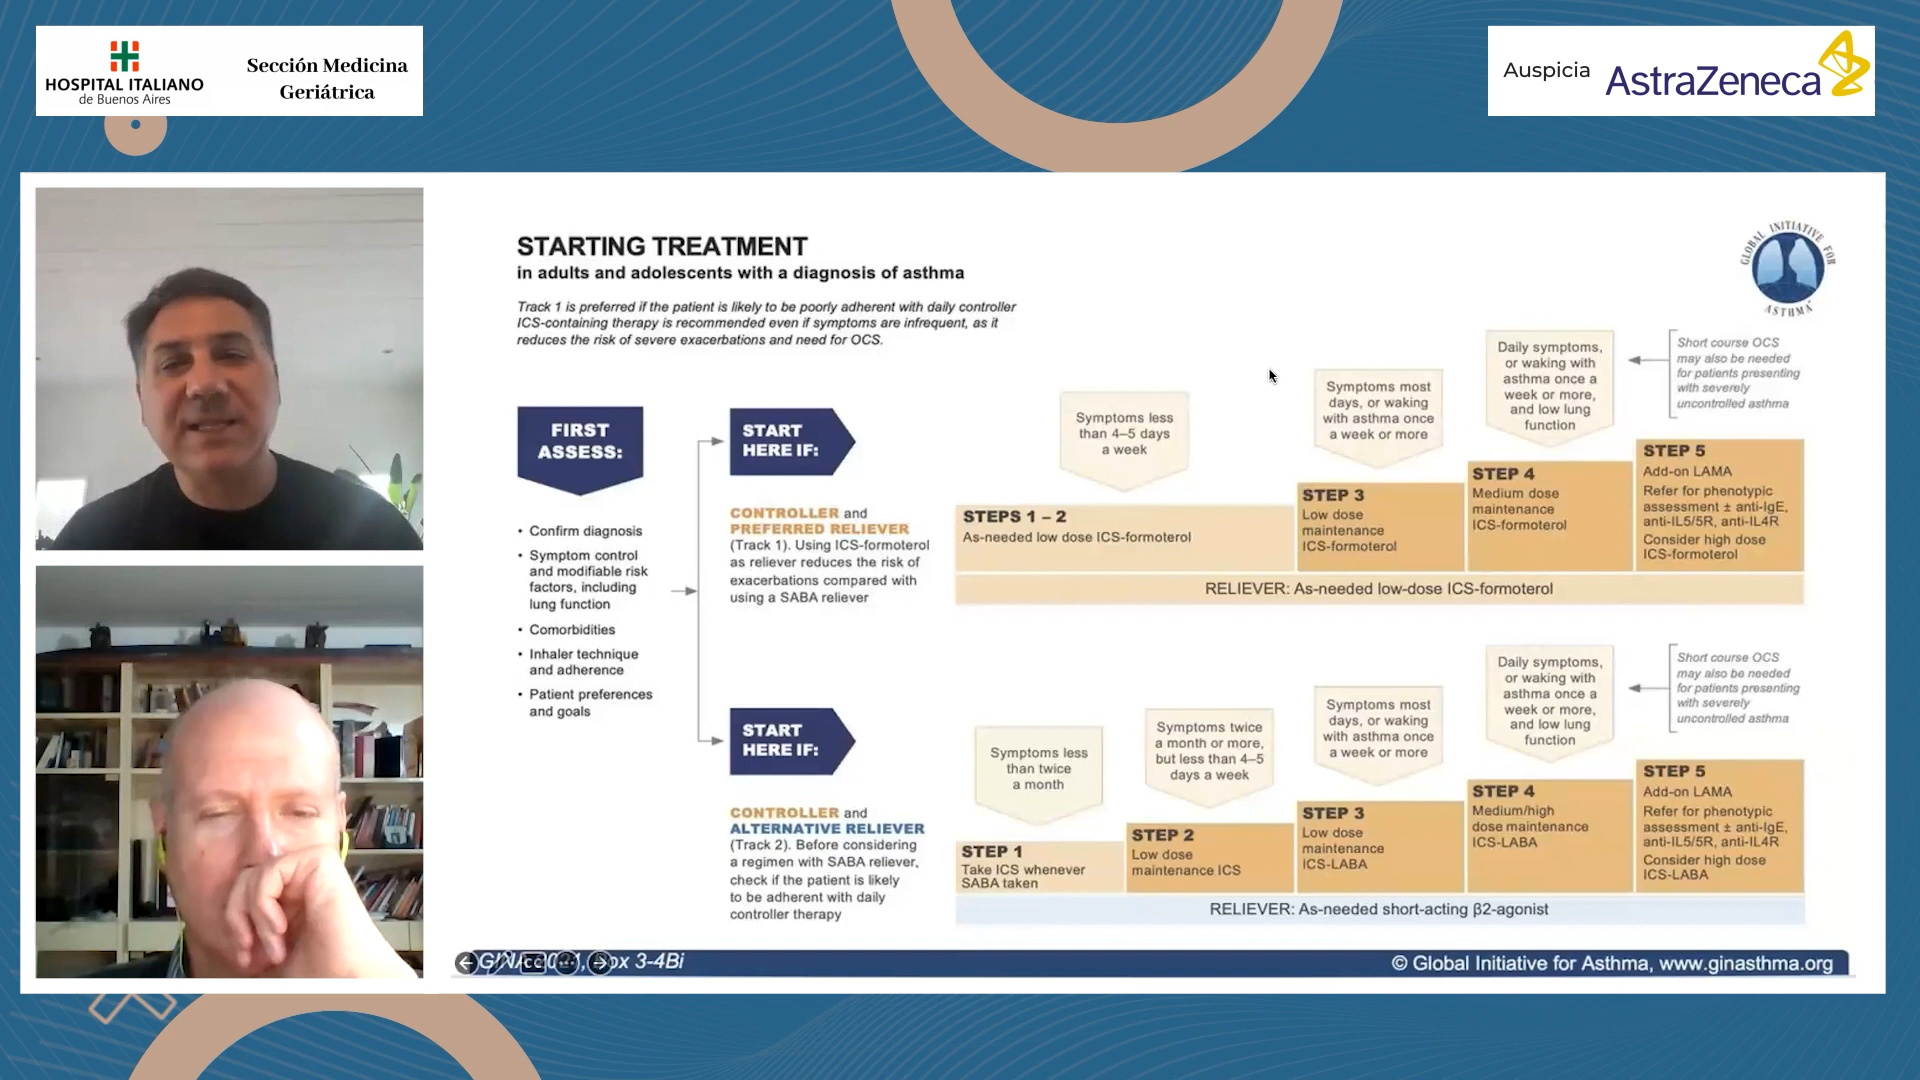 HOSPITAL ITALIANO
de Buenos Aires
Sección Medicina
Geriátrica
Auspicia
AstraZeneca
STARTING TREATMENT
in adults and adolescents with a diagnosis of asthma
Track 1 is preferred if the patient is likely to be poorly adherent with daily controller
ICS-containing therapy is recommended even if symptoms are infrequent, as it
reduces the risk of severe exacerbations and need for OCS.
GLOBAL INITIATIVE FOR
ASTHMA
FIRST
ASSESS:
• Confirm diagnosis
• Symptom control
and modifiable risk
factors, including
lung function
• Comorbidities
• Inhaler technique
and adherence
• Patient preferences
and goals
START
HERE IF:
CONTROLLER and
PREFERRED RELIEVER
(Track 1). Using ICS-formoterol
as reliever reduces the risk of
exacerbations compared with
using a SABA reliever
Symptoms less
than 4–5 days
a week
Symptoms most
days, or waking
with asthma once
a week or more
Daily symptoms,
or waking with
asthma once a
week or more,
and low lung
function
Short course OCS
may also be needed
for patients presenting
with severely
uncontrolled asthma
STEPS 1 – 2
As-needed low dose ICS-formoterol
STEP 3
Low dose
maintenance
ICS-formoterol
STEP 4
Medium dose
maintenance
ICS-formoterol
STEP 5
Add-on LAMA
Refer for phenotypic
assessment ± anti-IgE,
anti-IL5/5R, anti-IL4R
Consider high dose
ICS-formoterol
RELIEVER: As-needed low-dose ICS-formoterol
START
HERE IF:
CONTROLLER and
ALTERNATIVE RELIEVER
(Track 2). Before considering
a regimen with SABA reliever,
check if the patient is likely
to be adherent with daily
controller therapy
Symptoms less
than twice
a month
Symptoms twice
a month or more,
but less than 4–5
days a week
Symptoms most
days, or waking
with asthma once
a week or more
Daily symptoms,
or waking with
asthma once a
week or more,
and low lung
function
Short course OCS
may also be needed
for patients presenting
with severely
uncontrolled asthma
STEP 1
Take ICS whenever
SABA taken
STEP 2
Low dose
maintenance ICS
STEP 3
Low dose
maintenance
ICS-LABA
STEP 4
Medium/high
dose maintenance
ICS-LABA
STEP 5
Add-on LAMA
Refer for phenotypic
assessment ± anti-IgE,
anti-IL5/5R, anti-IL4R
Consider high dose
ICS-LABA
RELIEVER: As-needed short-acting β2-agonist
3-4Bi
© Global Initiative for Asthma, www.ginasthma.org